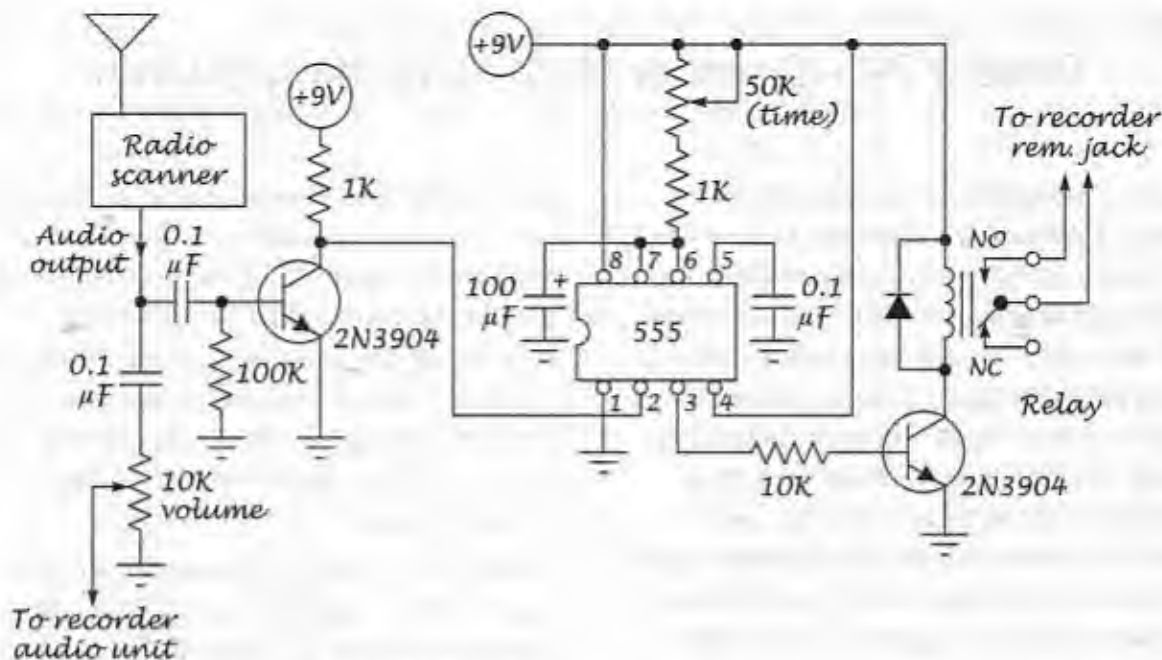 +9V
+9V
50K
(time)
To recorder
rem. jack
Radio
scanner
1K
1K
Audio
output
0.1
µF
NO
8
7
6
5
100
µF
+
0.1
µF
555
2N3904
0.1
µF
100K
NC
1
2
3
4
Relay
10K
volume
10K
2N3904
To recorder
audio unit